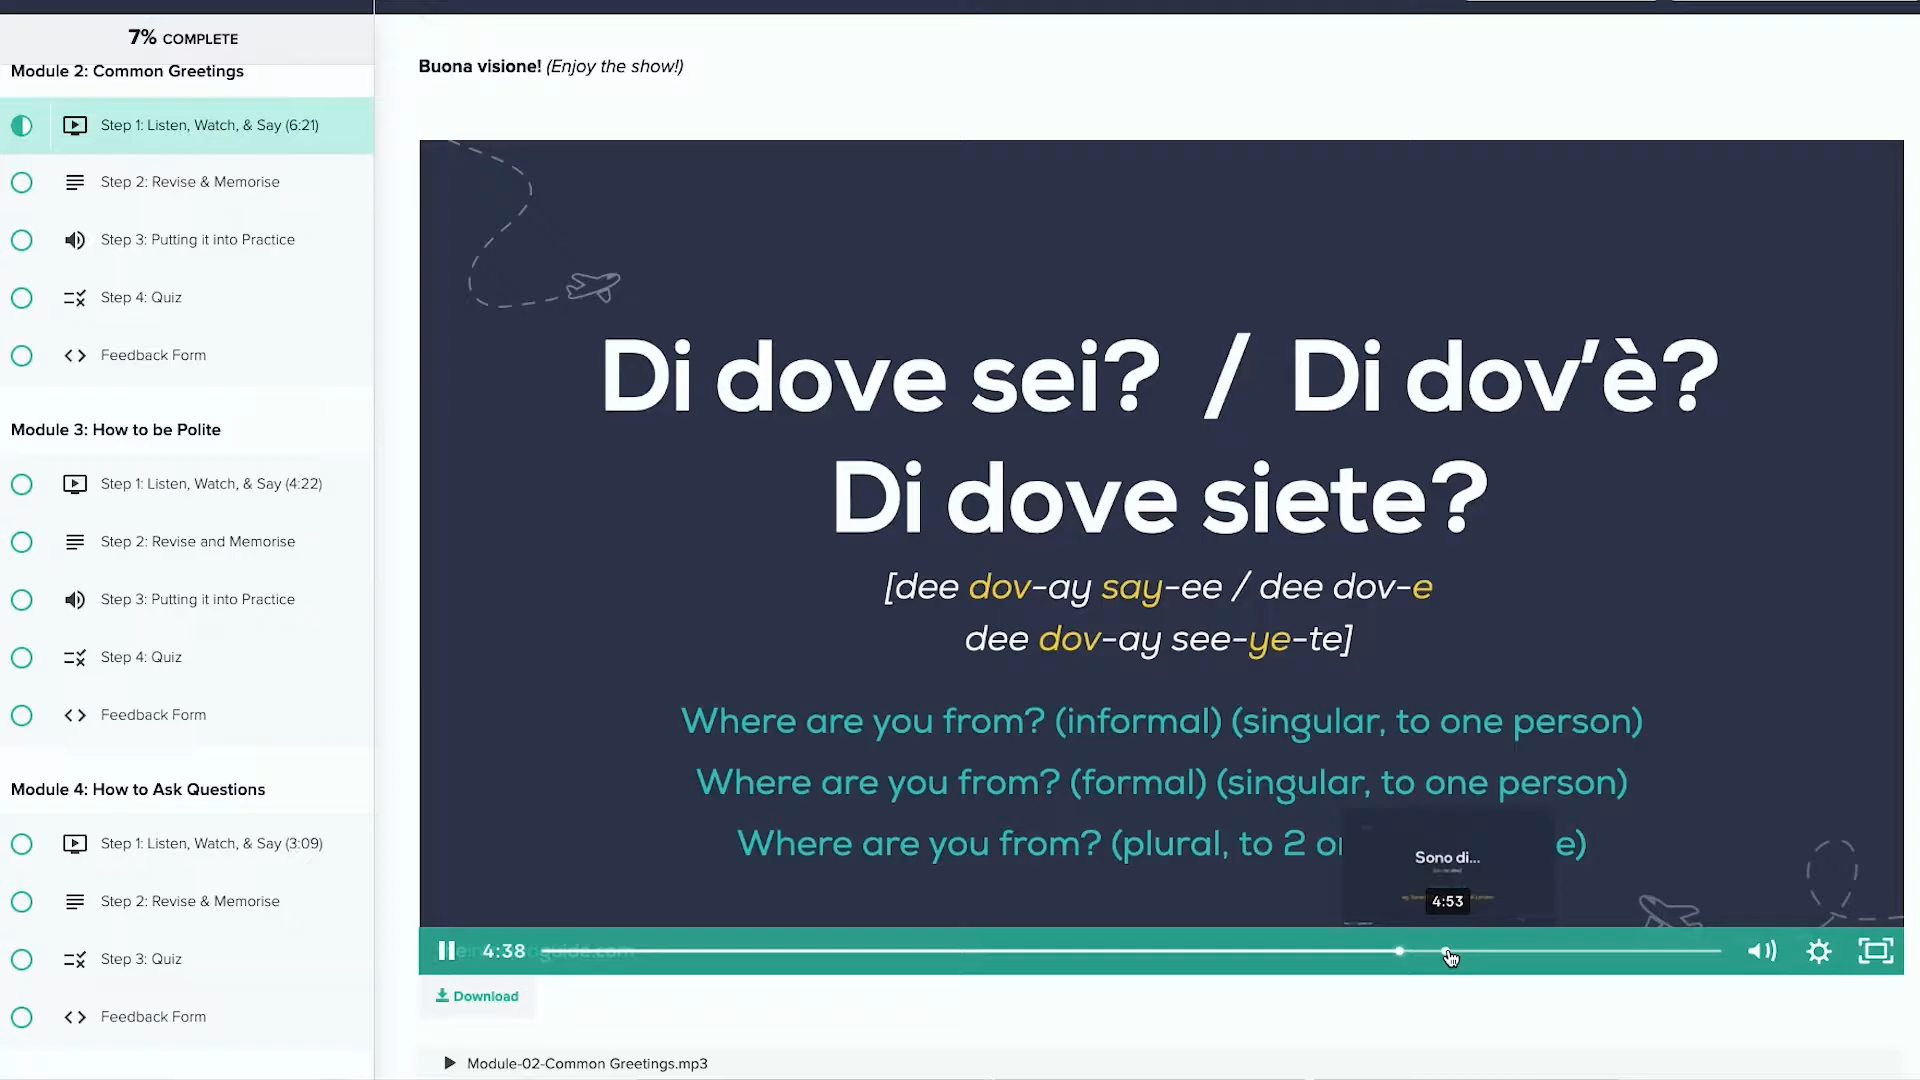 7% COMPLETE
Module 2: Common Greetings
Step 1: Listen, Watch, & Say (6:21)
Step 2: Revise & Memorise
Step 3: Putting it into Practice
Step 4: Quiz
Feedback Form
Module 3: How to be Polite
Step 1: Listen, Watch, & Say (4:22)
Step 2: Revise and Memorise
Step 3: Putting it into Practice
Step 4: Quiz
Feedback Form
Module 4: How to Ask Questions
Step 1: Listen, Watch, & Say (3:09)
Step 2: Revise & Memorise
Step 3: Quiz
Feedback Form
Buona visione! (Enjoy the show!)
Di dove sei? / Di dov'è?
Di dove siete?
[dee dov-ay say-ee / dee dov-e
dee dov-ay see-ye-te]
Where are you from? (informal) (singular, to one person)
Where are you from? (formal) (singular, to one person)
Where are you from? (plural, to 2 or e)
Sono di...
4:53
4:38
Download
Module-02-Common Greetings.mp3